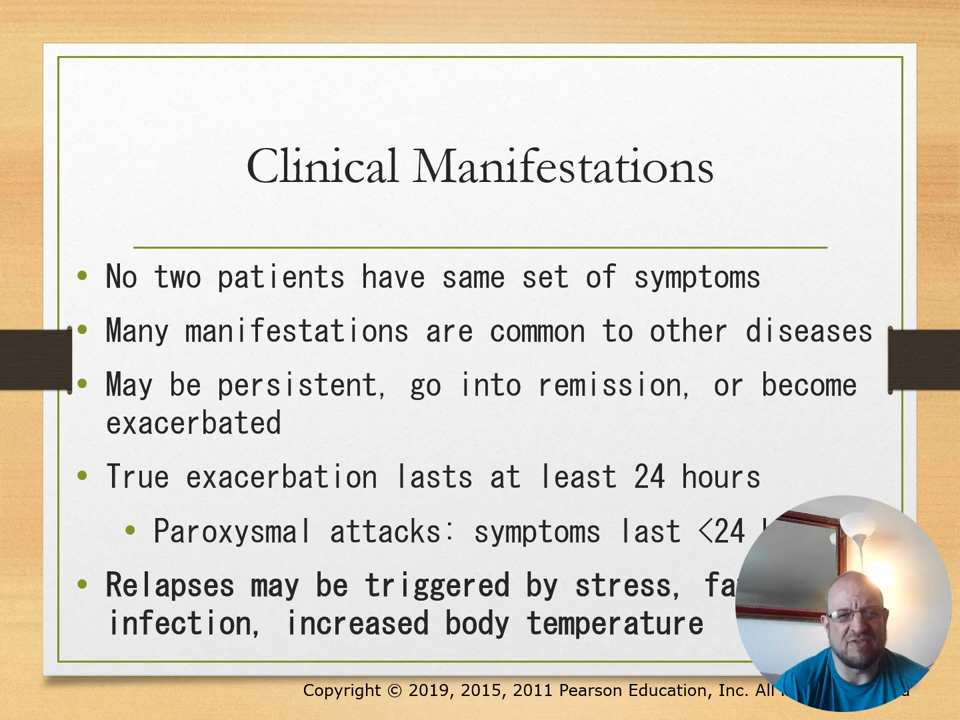 Clinical Manifestations
• No two patients have same set of symptoms
• Many manifestations are common to other diseases
• May be persistent, go into remission, or become
exacerbated
• True exacerbation lasts at least 24 hours
• Paroxysmal attacks: symptoms last <24
• Relapses may be triggered by stress,
infection, increased body temperature
Copyright © 2019, 2015, 2011 Pearson Education, Inc. All